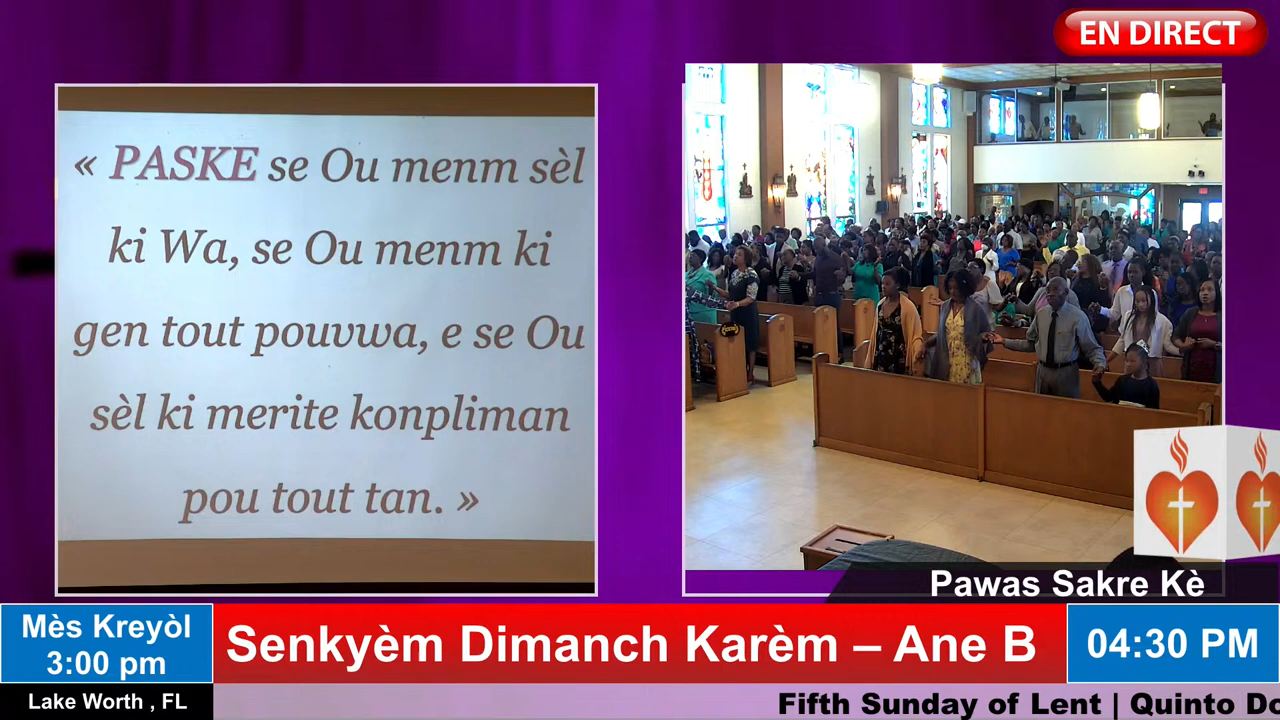 EN DIRECT
« PASKE se Ou menm sèl
ki Wa, se Ou menm ki
gen tout pouvwa, e se Ou
sèl ki merite konpliman
pou tout tan. »
Pawas Sakre Kè
Mès Kreyòl
3:00 pm
Senkyèm Dimanch Karèm – Ane B
04:30 PM
Lake Worth , FL
Fifth Sunday of Lent | Quinto Do